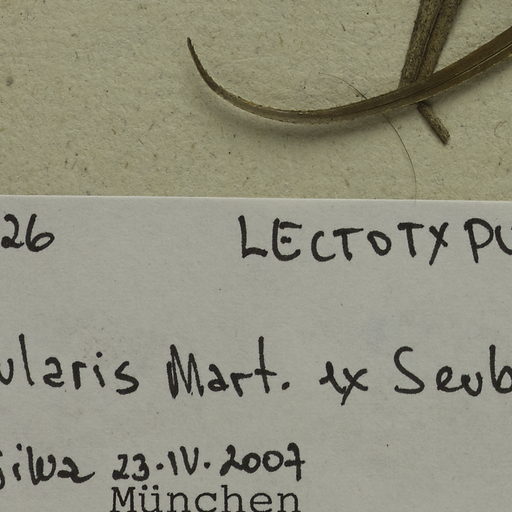 26 LECTOTYPU
ularis Mart. ex Seub
silva 23.IV.2007
München